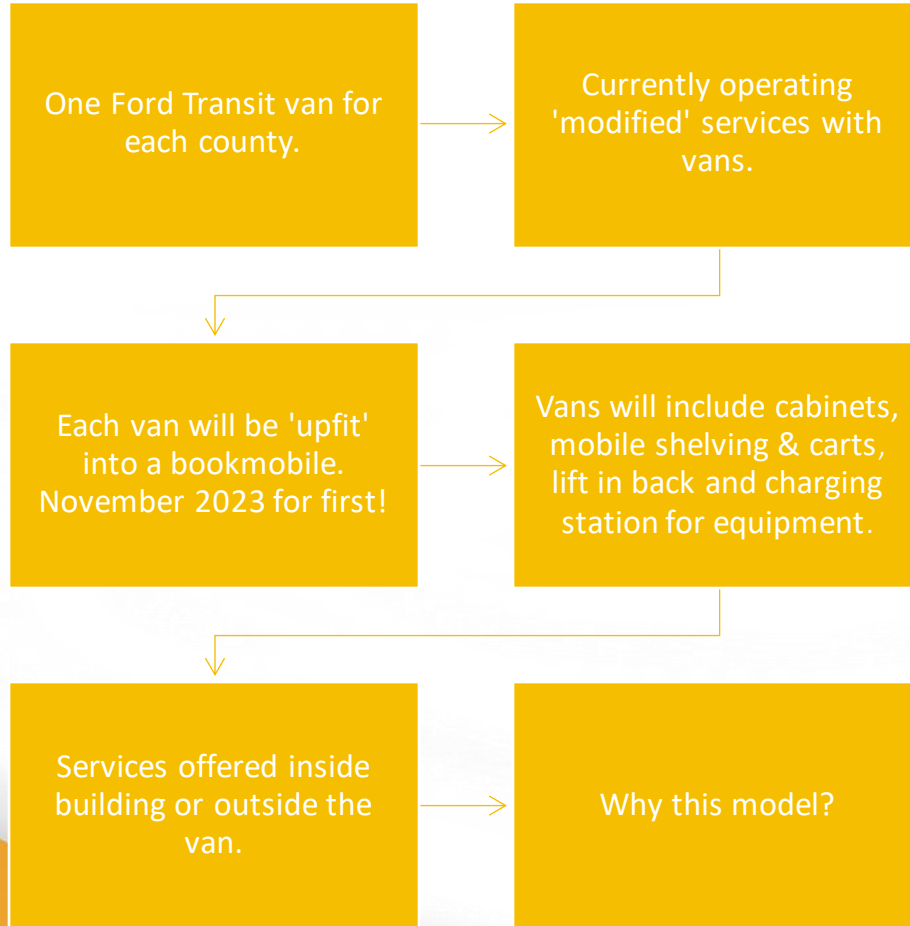 One Ford Transit van for
each county.
Currently operating
'modified' services with
vans.
Each van will be 'upfit'
into a bookmobile.
November 2023 for first!
Vans will include cabinets,
mobile shelving & carts,
lift in back and charging
station for equipment.
Services offered inside
building or outside the
van.
Why this model?